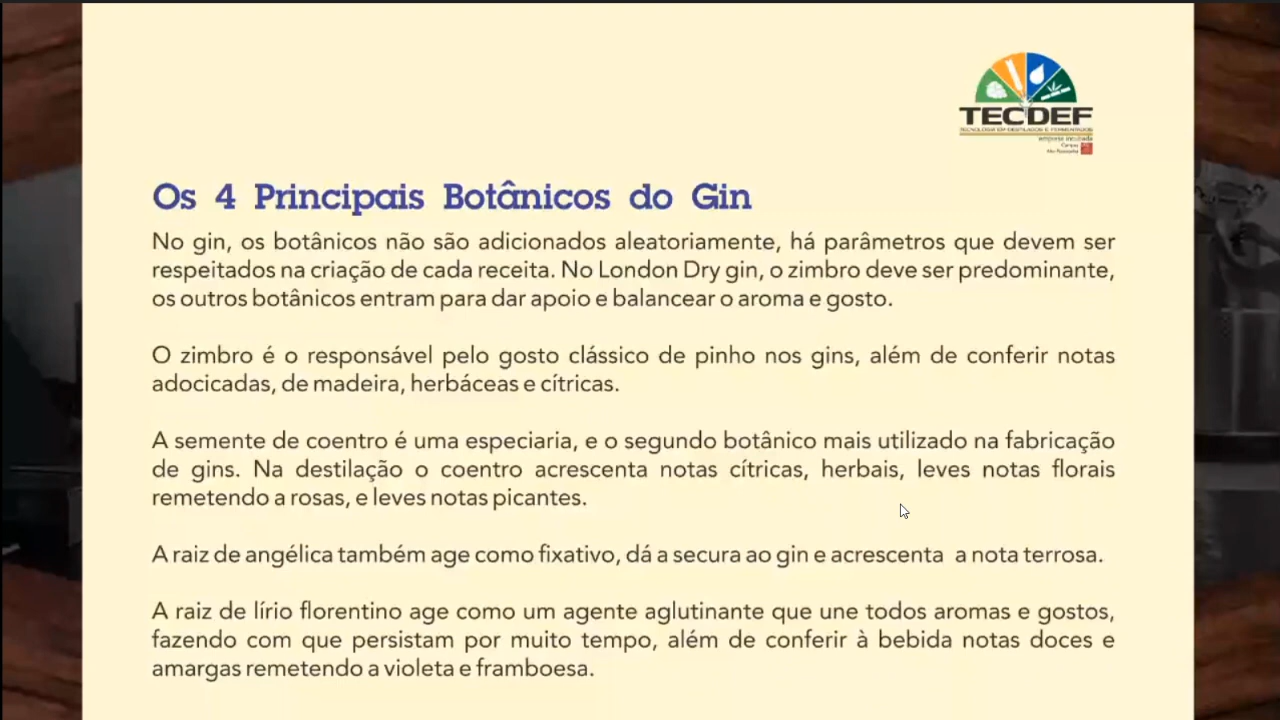 TECDEF
TECNOLOGIA EM DESTILADOS E FERMENTADOS
empresa incubada
Campus
Os 4 Principais Botânicos do Gin
No gin, os botânicos não são adicionados aleatoriamente, há parâmetros que devem ser
respeitados na criação de cada receita. No London Dry gin, o zimbro deve ser predominante,
os outros botânicos entram para dar apoio e balancear o aroma e gosto.
O zimbro é o responsável pelo gosto clássico de pinho nos gins, além de conferir notas
adocicadas, de madeira, herbáceas e cítricas.
A semente de coentro é uma especiaria, e o segundo botânico mais utilizado na fabricação
de gins. Na destilação o coentro acrescenta notas cítricas, herbais, leves notas florais
remetendo a rosas, e leves notas picantes.
A raiz de angélica também age como fixativo, dá a secura ao gin e acrescenta a nota terrosa.
A raiz de lírio florentino age como um agente aglutinante que une todos aromas e gostos,
fazendo com que persistam por muito tempo, além de conferir à bebida notas doces e
amargas remetendo a violeta e framboesa.